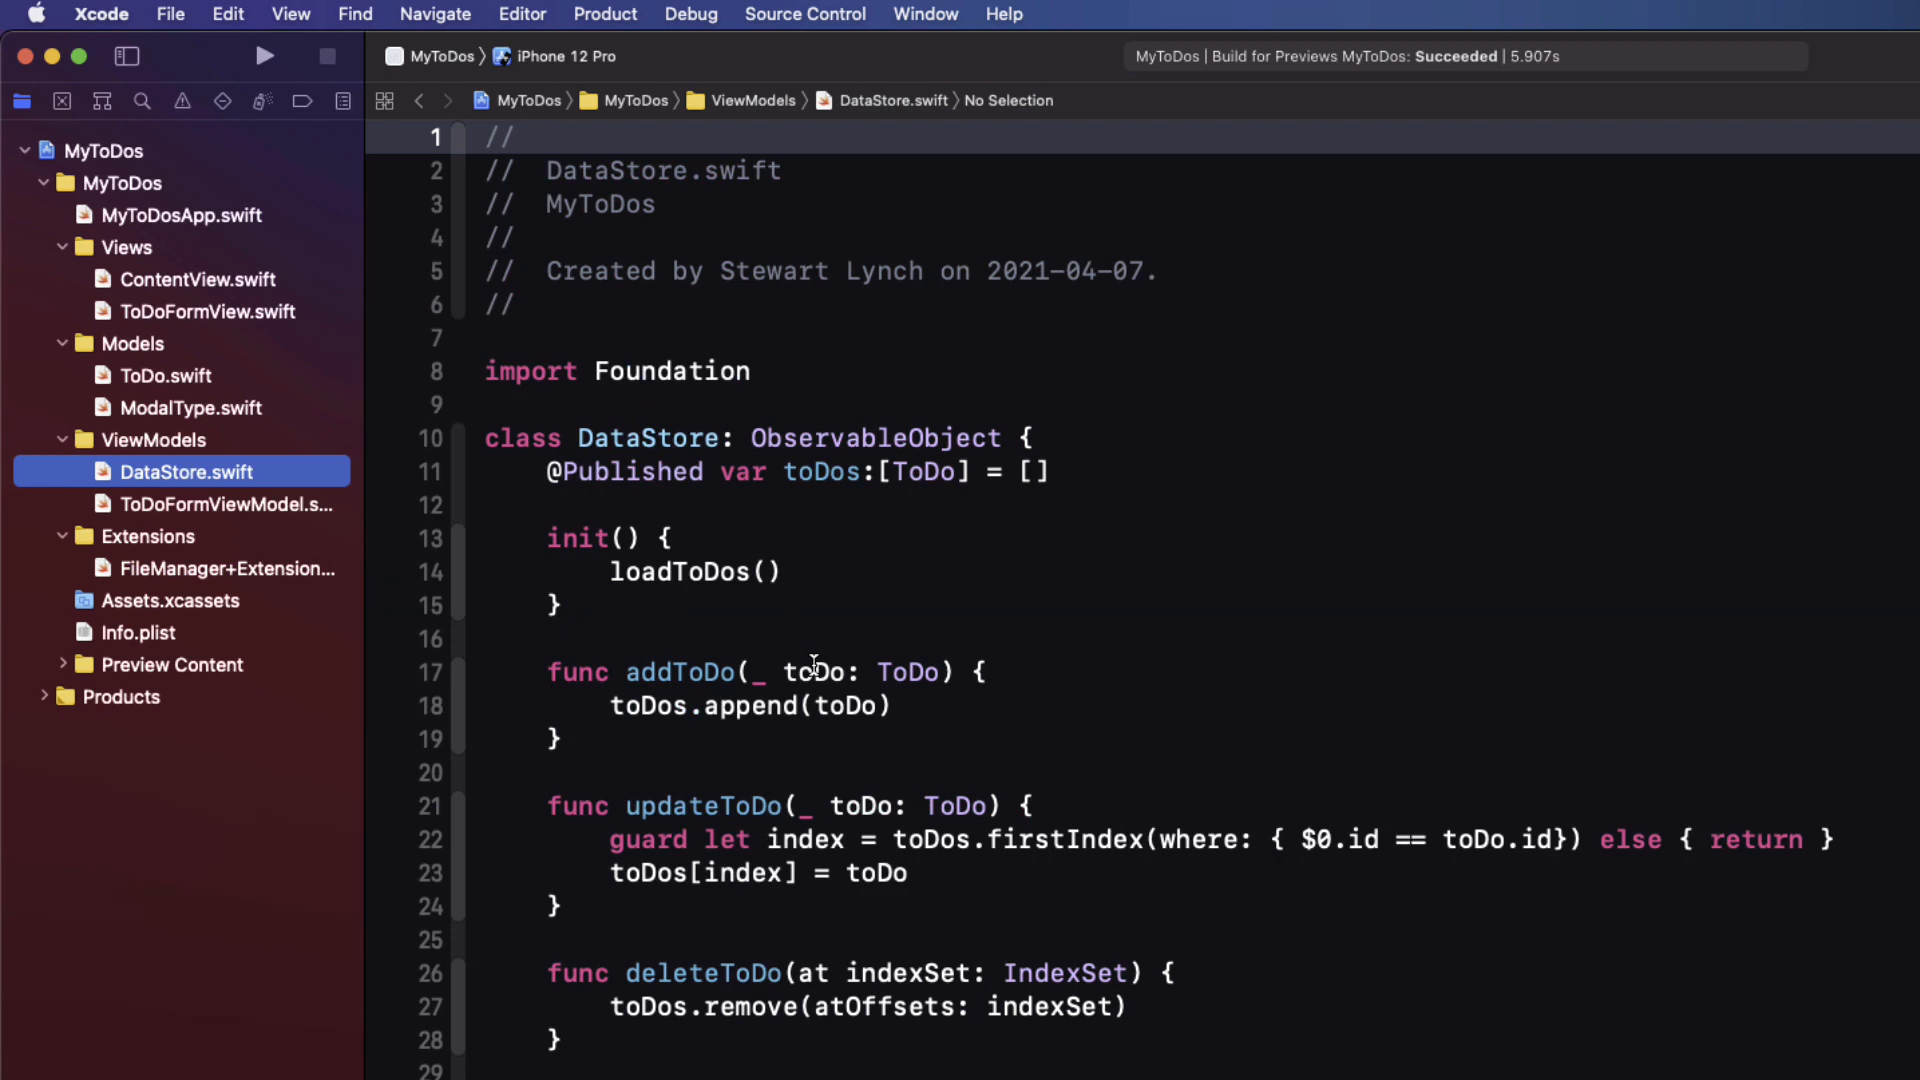 Xcode File Edit View Find Navigate Editor Product Debug Source Control Window Help
MyToDos 〉 iPhone 12 Pro
MyToDos | Build for Previews MyToDos: Succeeded | 5.907s
MyToDos 〉 MyToDos 〉 ViewModels 〉 DataStore.swift 〉 No Selection
MyToDos
MyToDos
MyToDosApp.swift
Views
ContentView.swift
ToDoFormView.swift
Models
ToDo.swift
ModalType.swift
ViewModels
DataStore.swift
ToDoFormViewModel.s...
Extensions
FileManager+Extension...
Assets.xcassets
Info.plist
Preview Content
Products
1 //
2 //  DataStore.swift
3 //  MyToDos
4 //
5 //  Created by Stewart Lynch on 2021-04-07.
6 //
7
8 import Foundation
9
10 class DataStore: ObservableObject {
11     @Published var toDos:[ToDo] = []
12
13     init() {
14         loadToDos()
15     }
16
17     func addToDo(_ toDo: ToDo) {
18         toDos.append(toDo)
19     }
20
21     func updateToDo(_ toDo: ToDo) {
22         guard let index = toDos.firstIndex(where: { $0.id == toDo.id}) else { return }
23         toDos[index] = toDo
24     }
25
26     func deleteToDo(at indexSet: IndexSet) {
27         toDos.remove(atOffsets: indexSet)
28     }
29